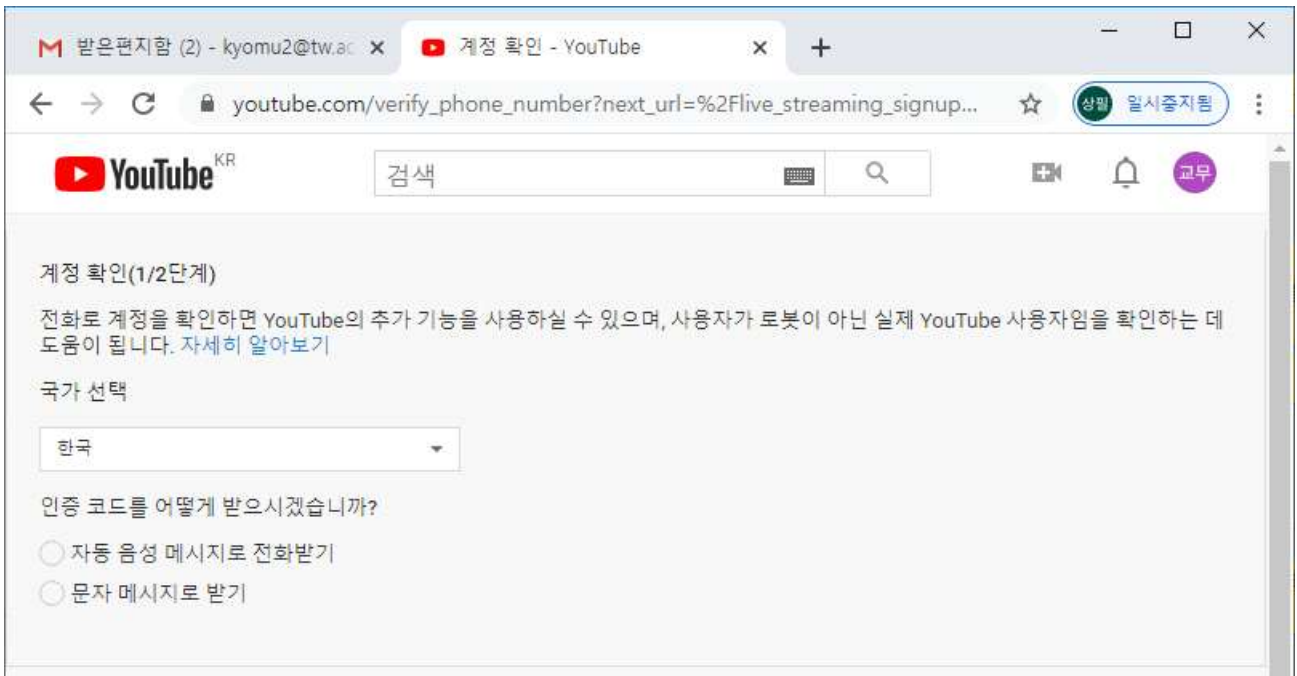 받은편지함 (2) - kyomu2@tw.ac
계정 확인 - YouTube
youtube.com/verify_phone_number?next_url=%2Flive_streaming_signup...
상필 일시중지됨
YouTube KR
검색
교무
계정 확인(1/2단계)
전화로 계정을 확인하면 YouTube의 추가 기능을 사용하실 수 있으며, 사용자가 로봇이 아닌 실제 YouTube 사용자임을 확인하는 데
도움이 됩니다. 자세히 알아보기
국가 선택
한국
인증 코드를 어떻게 받으시겠습니까?
자동 음성 메시지로 전화받기
문자 메시지로 받기